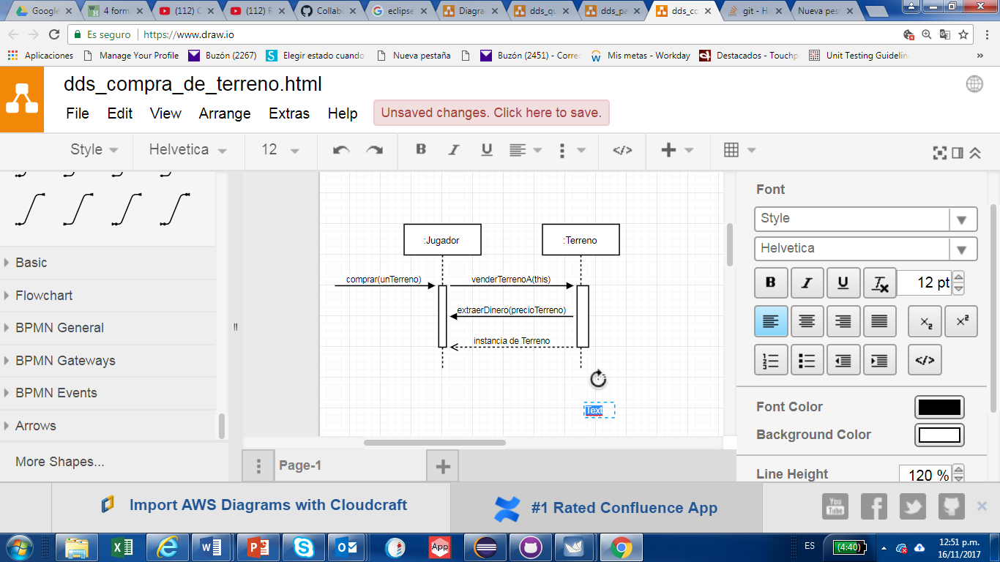 Google
4 form
(112) C
(112) F
Collab
eclipse
Diagra
dds_qu
dds_pa
dds_co
git - H
Nueva pes
Es seguro
https://www.draw.io
Aplicaciones
Manage Your Profile
Buzón (2267)
Elegir estado cuando
Nueva pestaña
Buzón (2451) - Corre
Mis metas - Workday
Destacados - Touchp
Unit Testing Guidelin
»
dds_compra_de_terreno.html
File Edit View Arrange Extras Help
Unsaved changes. Click here to save.
Style Helvetica 12 B I U </>
Basic
Flowchart
BPMN General
BPMN Gateways
BPMN Events
Arrows
More Shapes...
:Jugador
:Terreno
comprar(unTerreno)
venderTerrenoA(this)
extraerDinero(precioTerreno)
instancia de Terreno
Text
Page-1
Font
Style
Helvetica
B I U T 12 pt
x2 x2
</>
Font Color
Background Color
Line Height
120 %
Import AWS Diagrams with Cloudcraft
#1 Rated Confluence App
You Tube
App
ES
(4:40)
12:51 p.m.
16/11/2017